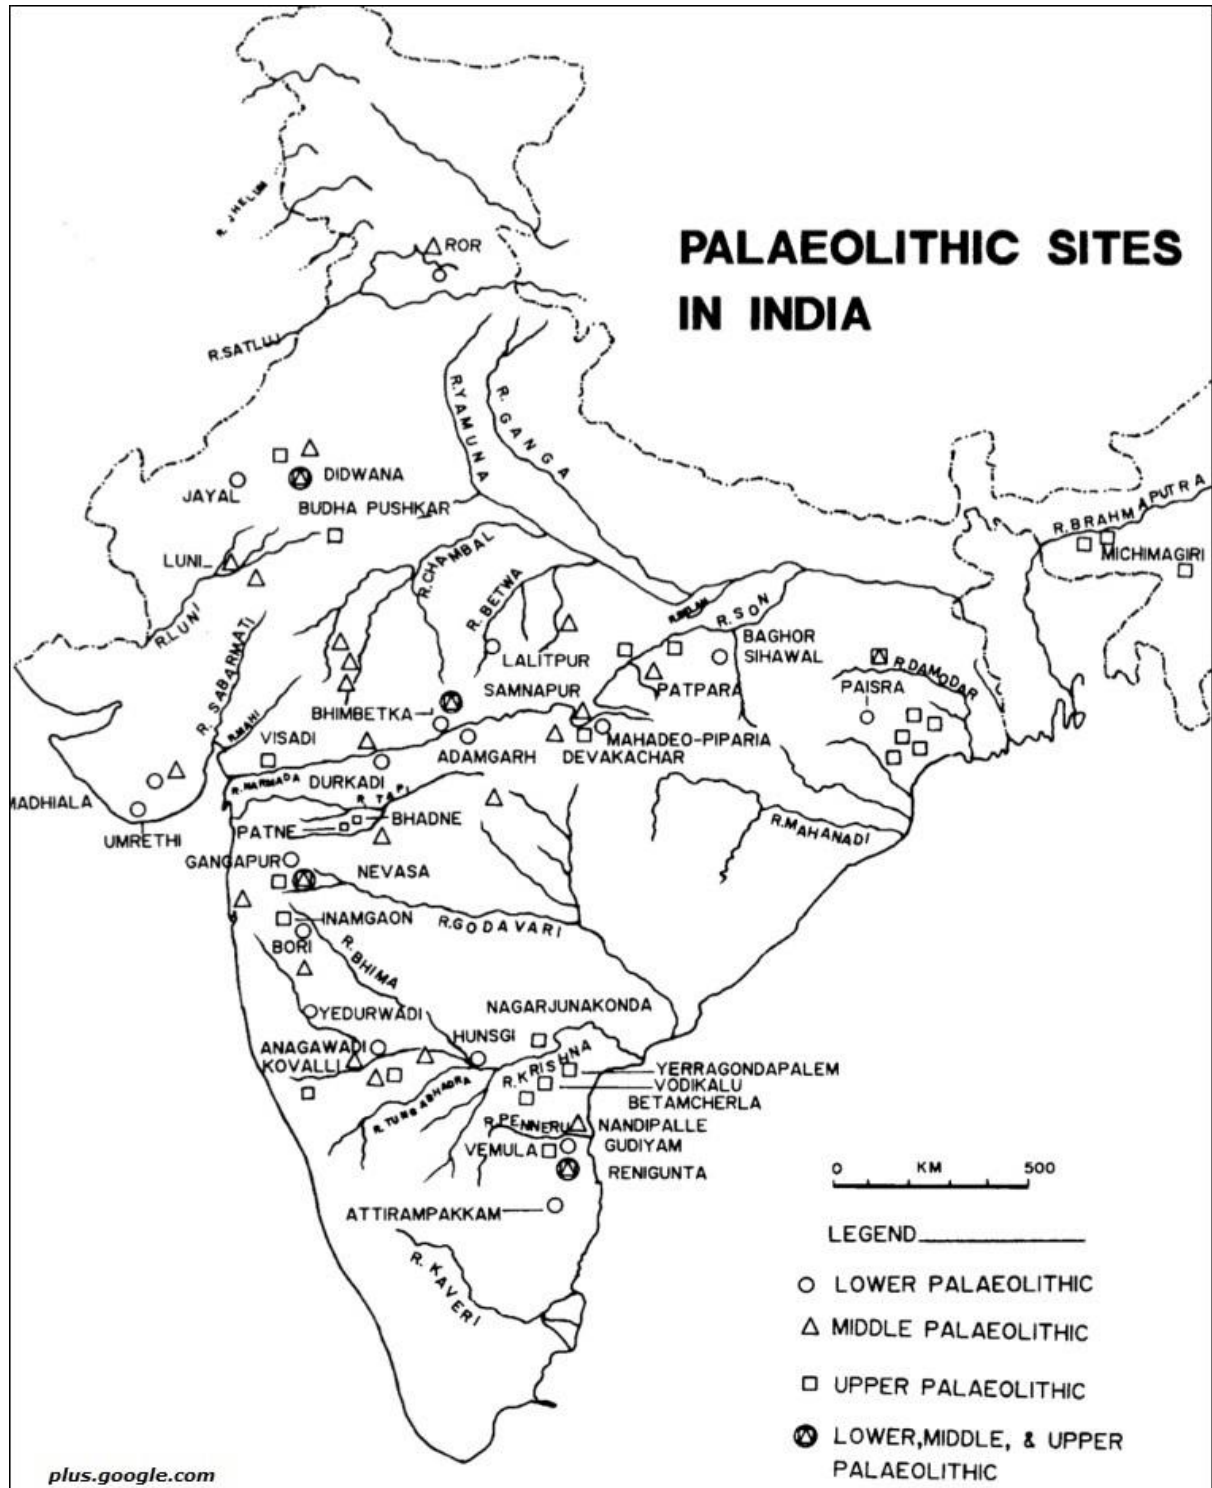 PALAEOLITHIC SITES
IN INDIA
R. JHELUM
ROR
R.SATLUJ
R.YAMUNA
R. GANGA
DIDWANA
JAYAL
BUDHA PUSHKAR
R.BRAHMAPUTRA
MICHIMAGIRI
LUNI
R.CHAMBAL
R.LUNI
R.BETWA
R. SON
R. SABARMATI
LALITPUR
BAGHOR
SIHAWAL
SAMNAPUR
PATPARA
R.DAMODAR
PAISRA
BHIMBETKA
R.MAHI
VISADI
ADAMGARH
MAHADEO-PIPARIA
DEVAKACHAR
R. NARMADA
DURKADI
R. TAPI
MADHIALA
UMRETHI
PATNE
BHADNE
R.MAHANADI
GANGAPUR
NEVASA
INAMGAON
R.GODAVARI
BORI
R.BHIMA
YEDURWADI
NAGARJUNAKONDA
ANAGAWADI
HUNSGI
KOVALLI
R.KRISHNA
YERRAGONDAPALEM
VODIKALU
BETAMCHERLA
R. TUNGABHADRA
R.PENNERU
NANDIPALLE
VEMULA
GUDIYAM
RENIGUNTA
ATTIRAMPAKKAM
R. KAVERI
0 KM 500
LEGEND
LOWER PALAEOLITHIC
MIDDLE PALAEOLITHIC
UPPER PALAEOLITHIC
LOWER,MIDDLE, & UPPER
PALAEOLITHIC
plus.google.com